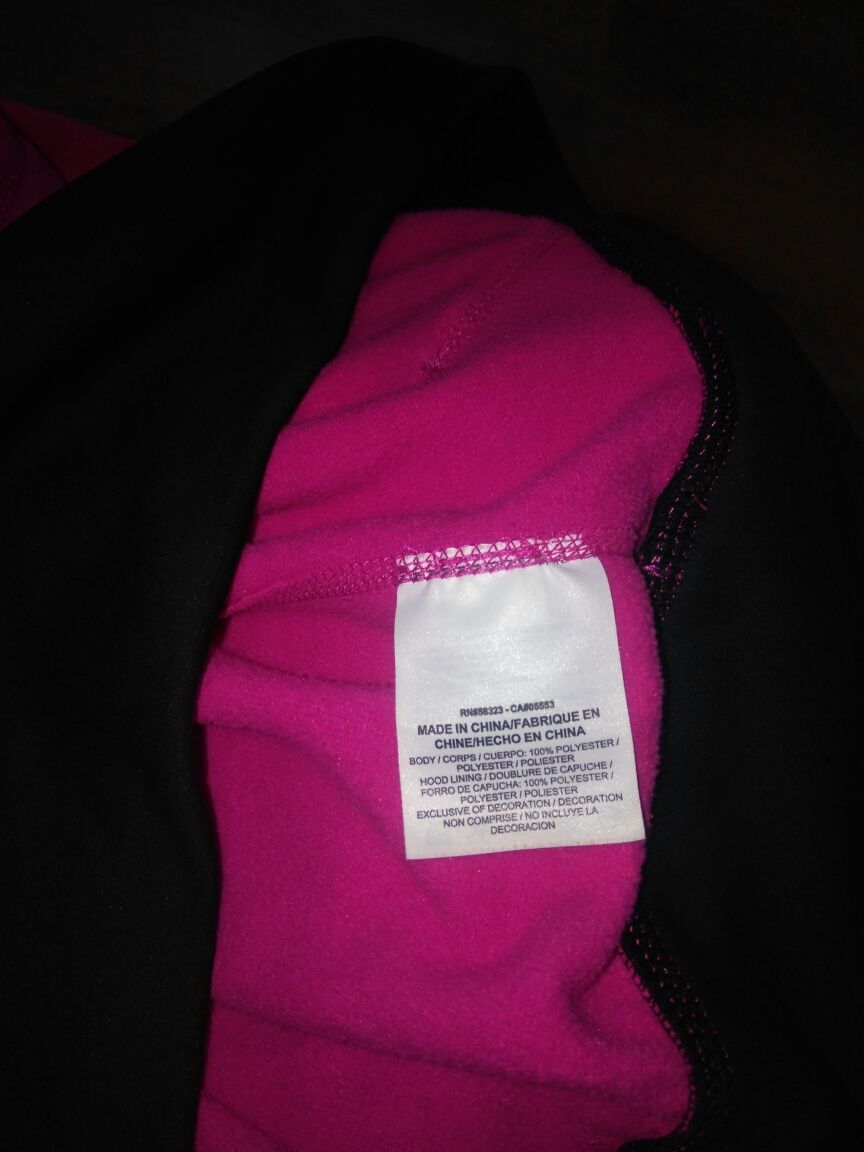 RN#56323 - CA#05553
MADE IN CHINA/FABRIQUE EN
CHINE/HECHO EN CHINA
BODY / CORPS / CUERPO: 100% POLYESTER /
POLYESTER / POLIESTER
HOOD LINING / DOUBLURE DE CAPUCHE /
FORRO DE CAPUCHA: 100% POLYESTER /
POLYESTER / POLIESTER
EXCLUSIVE OF DECORATION / DECORATION
NON COMPRISE / NO INCLUYE LA
DECORACION